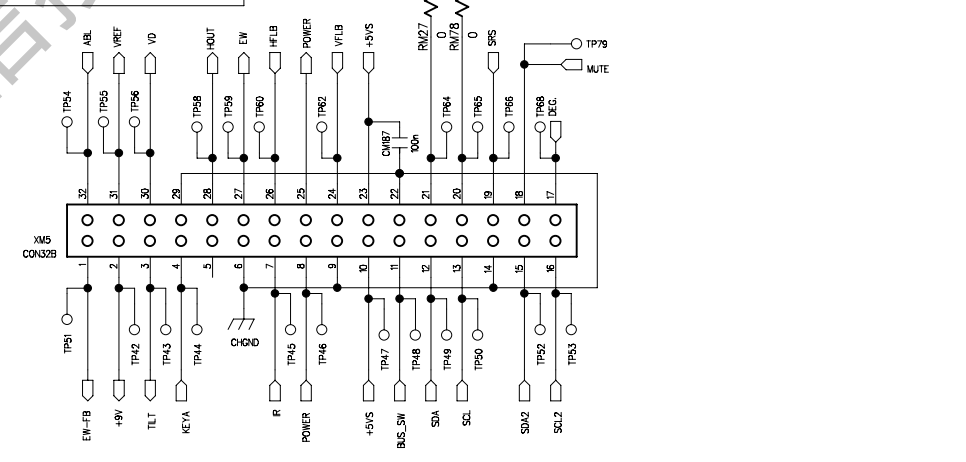 ABL
VREF
VD
HOUT
EW
HFLB
POWER
VFLB
+5VS
RM27
0
RM78
0
SRS
TP79
MUTE
TP54
TP55
TP56
TP58
TP59
TP60
TP62
CM187
100n
TP64
TP65
TP66
TP68
DEG.
32
31
30
29
28
27
26
25
24
23
22
21
20
19
18
17
XM5
CON32B
1
2
3
4
5
6
7
8
9
10
11
12
13
14
15
16
TP51
TP42
TP43
TP44
CHGND
TP45
TP46
TP47
TP48
TP49
TP50
TP52
TP53
EW-FB
+9V
TILT
KEYA
IR
POWER
+5VS
BUS_SW
SDA
SCL
SDA2
SCL2